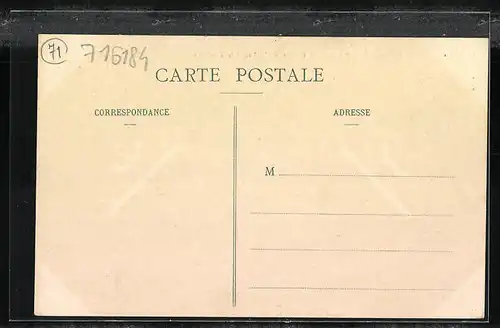 71 716184
CARTE POSTALE
CORRESPONDANCE ADRESSE
M